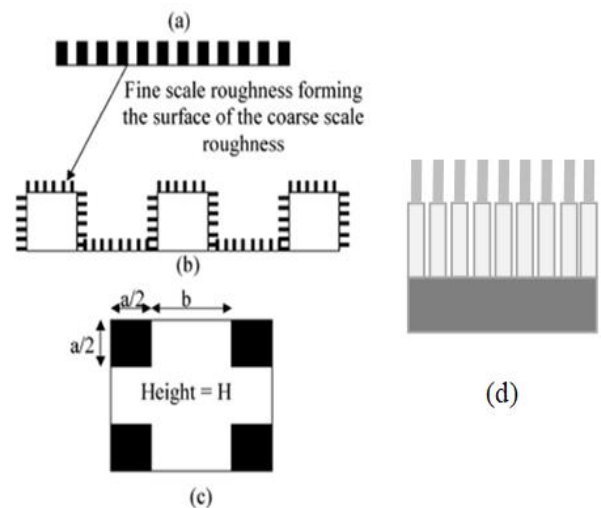 (a)
Fine scale roughness forming
the surface of the coarse scale
roughness
(b)
a/2
b
a/2
Height = H
(c)
(d)